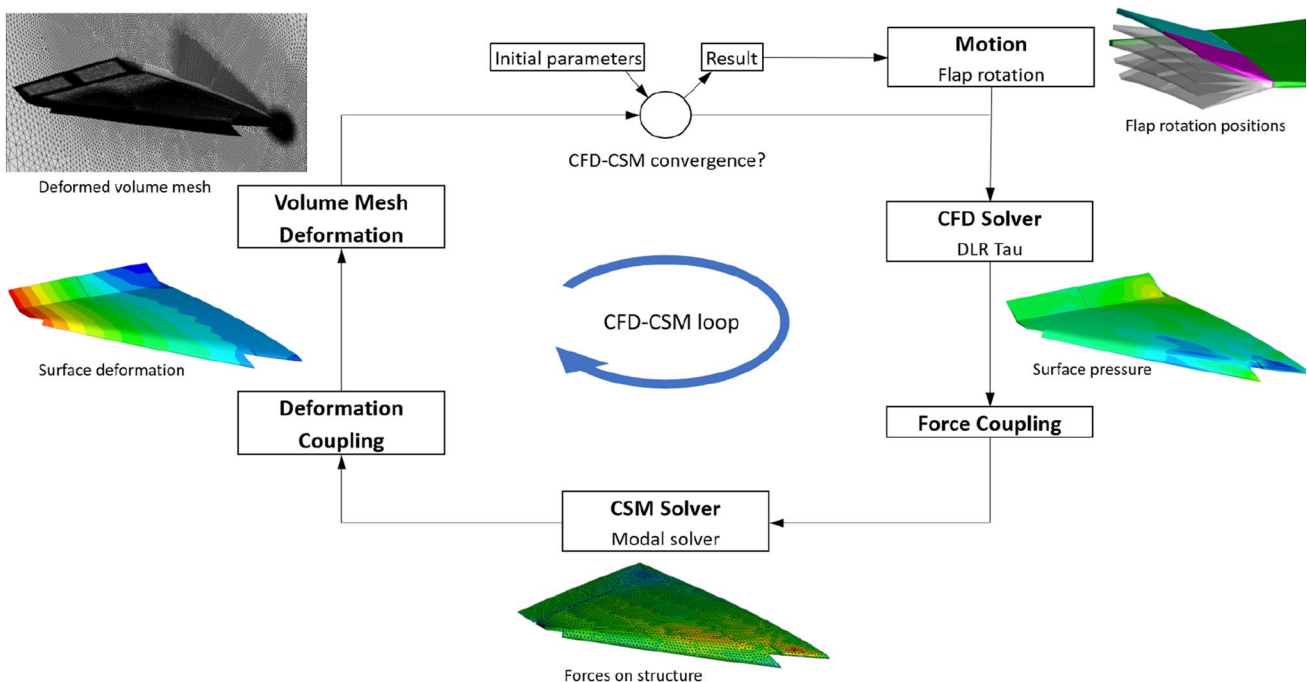 Initial parameters
Result
Motion
Flap rotation
Flap rotation positions
CFD-CSM convergence?
Deformed volume mesh
Volume Mesh
Deformation
CFD Solver
DLR Tau
CFD-CSM loop
Surface deformation
Surface pressure
Deformation
Coupling
Force Coupling
CSM Solver
Modal solver
Forces on structure